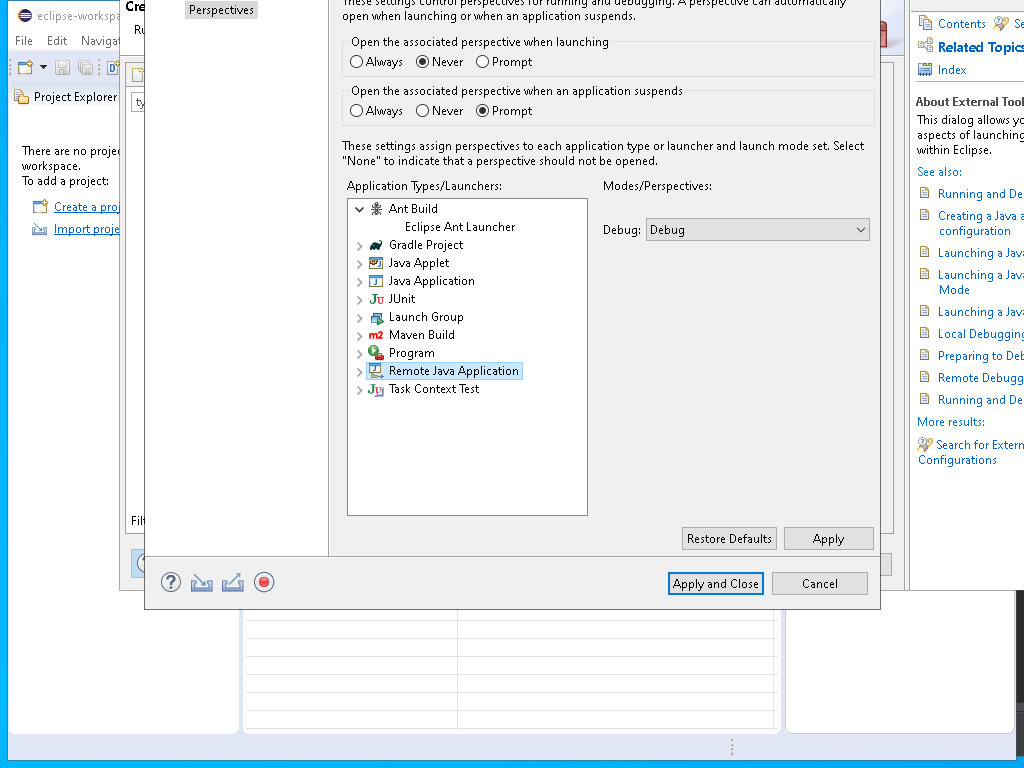 eclipse-workspa
File Edit Navigat
Project Explorer
There are no proje
workspace.
To add a project:
Create a proj
Import proje
Cre
Ru
ty
Filt
Perspectives
These settings control perspectives for running and debugging. A perspective can automatically
open when launching or when an application suspends.
Open the associated perspective when launching
Always Never Prompt
Open the associated perspective when an application suspends
Always Never Prompt
These settings assign perspectives to each application type or launcher and launch mode set. Select
"None" to indicate that a perspective should not be opened.
Application Types/Launchers:
Modes/Perspectives:
Ant Build
Eclipse Ant Launcher
Gradle Project
Java Applet
Java Application
JU JUnit
Launch Group
m2 Maven Build
Program
Remote Java Application
Task Context Test
Debug: Debug
Restore Defaults Apply
Apply and Close Cancel
Contents Se
Related Topics
Index
About External Tool
This dialog allows yo
aspects of launching
within Eclipse.
See also:
Running and De
Creating a Java a
configuration
Launching a Java
Launching a Java
Mode
Launching a Java
Local Debugging
Preparing to Deb
Remote Debugg
Running and De
More results:
Search for Extern
Configurations